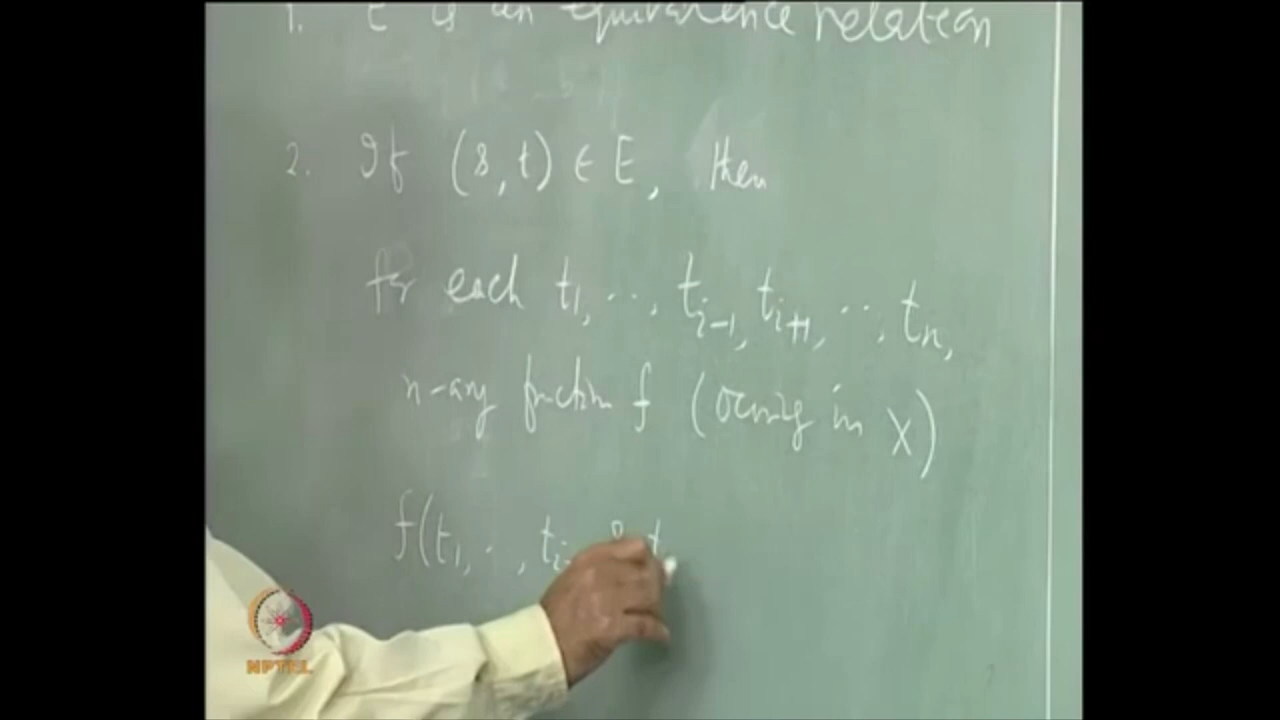 1. E is an equivalence relation
2. If (s, t) ∈ E, then
for each t1, .., ti-1, ti+1, .., tn,
n-ary function f (occuring in X)
f(t1, .., ti- s, t
NPTEL